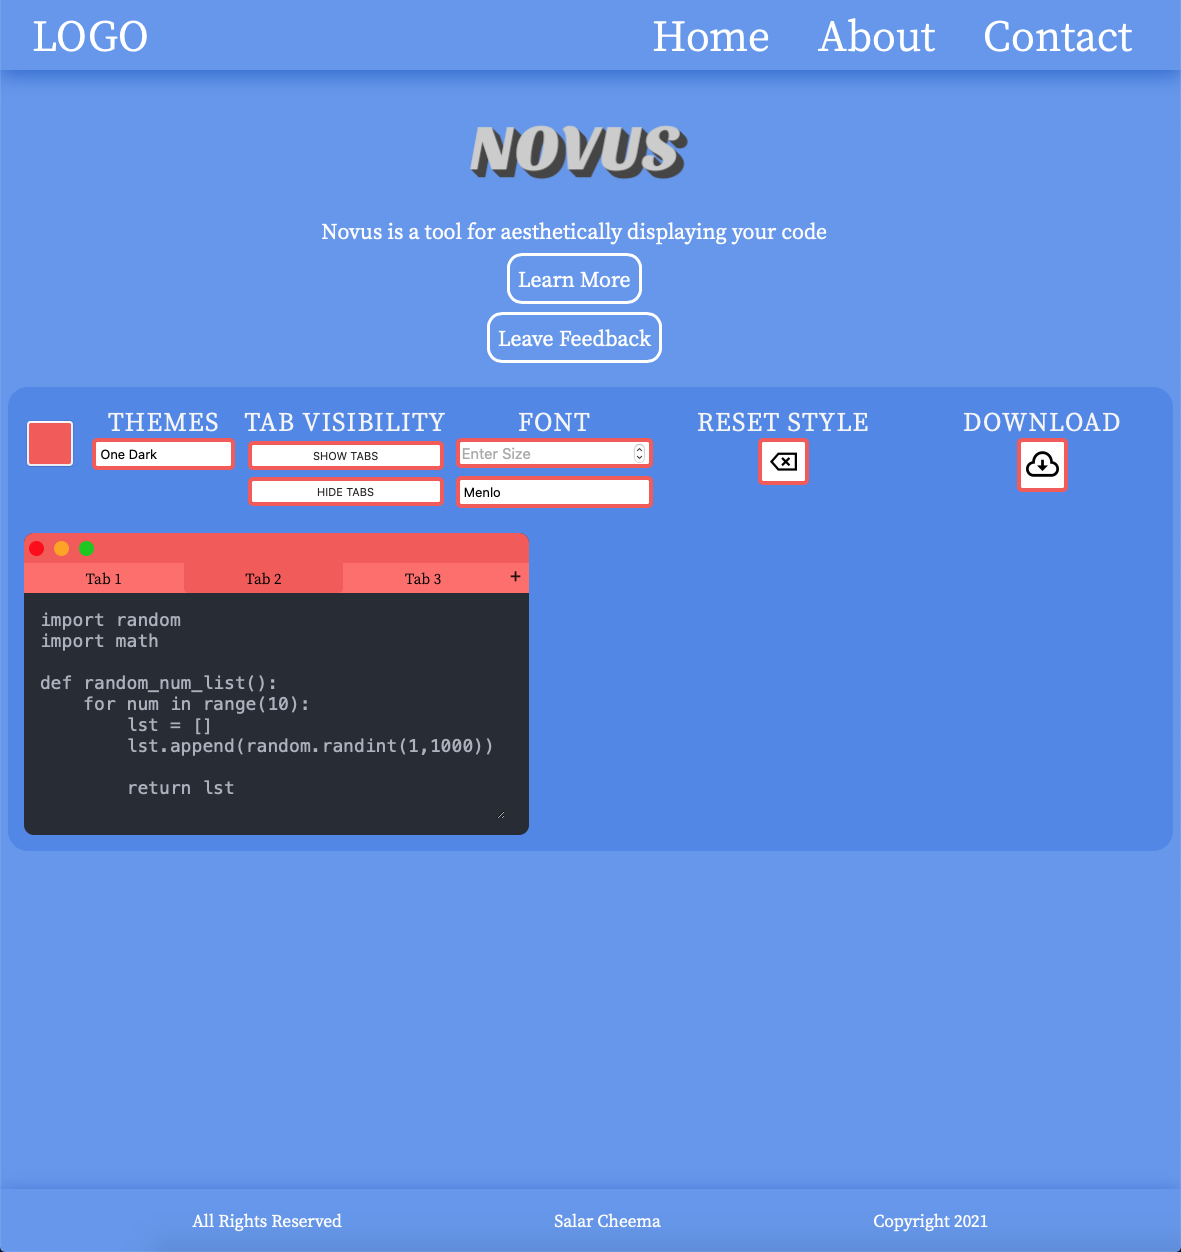 LOGO Home About Contact
NOVUS
Novus is a tool for aesthetically displaying your code
Learn More
Leave Feedback
THEMES TAB VISIBILITY FONT RESET STYLE DOWNLOAD
One Dark SHOW TABS Enter Size
HIDE TABS Menlo
Tab 1 Tab 2 Tab 3 +
import random
import math
def random_num_list():
    for num in range(10):
        lst = []
        lst.append(random.randint(1,1000))
        return lst
All Rights Reserved Salar Cheema Copyright 2021